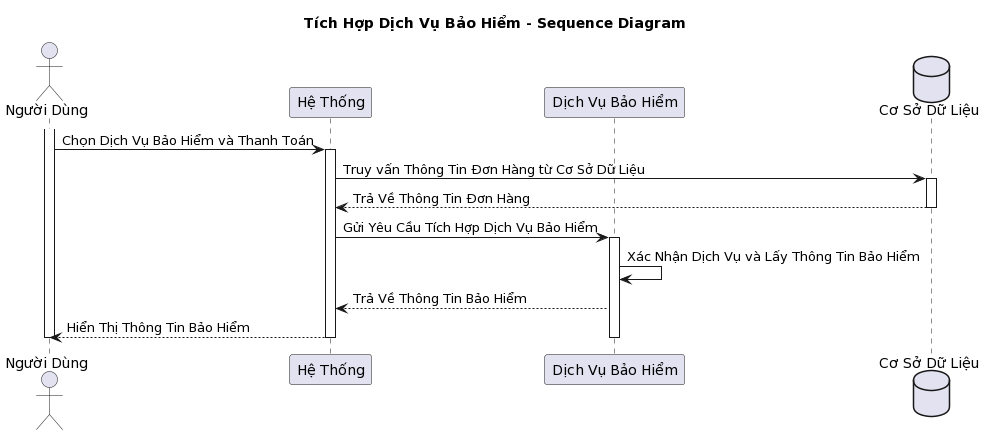 Tích Hợp Dịch Vụ Bảo Hiểm - Sequence Diagram
Người Dùng
Hệ Thống
Dịch Vụ Bảo Hiểm
Cơ Sở Dữ Liệu
Chọn Dịch Vụ Bảo Hiểm và Thanh Toán
Truy vấn Thông Tin Đơn Hàng từ Cơ Sở Dữ Liệu
Trả Về Thông Tin Đơn Hàng
Gửi Yêu Cầu Tích Hợp Dịch Vụ Bảo Hiểm
Xác Nhận Dịch Vụ và Lấy Thông Tin Bảo Hiểm
Trả Về Thông Tin Bảo Hiểm
Hiển Thị Thông Tin Bảo Hiểm
Người Dùng
Hệ Thống
Dịch Vụ Bảo Hiểm
Cơ Sở Dữ Liệu